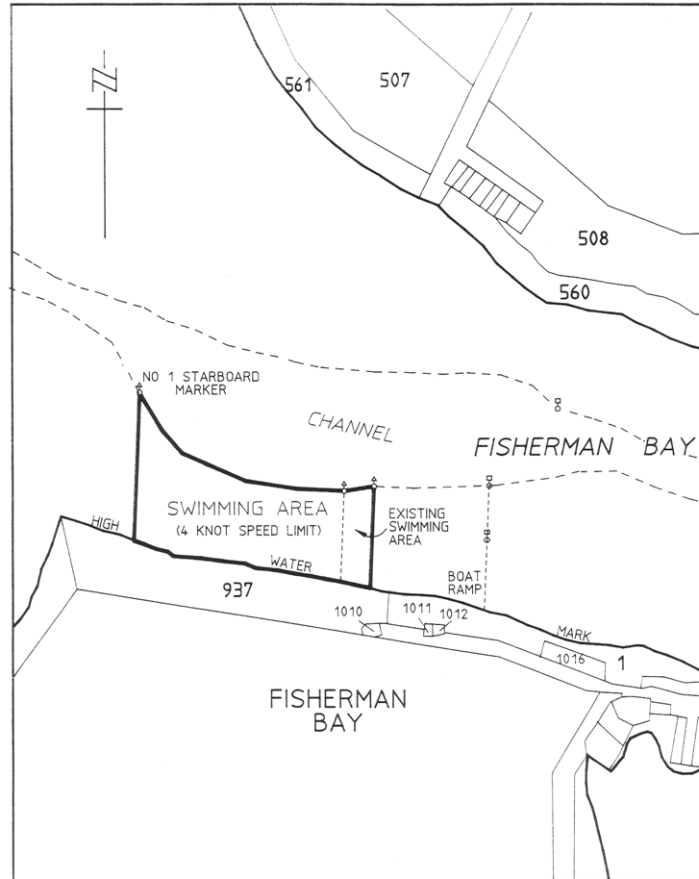 561
507
N
508
560
NO 1 STARBOARD
MARKER
CHANNEL
FISHERMAN BAY
SWIMMING AREA
(4 KNOT SPEED LIMIT)
EXISTING
SWIMMING
AREA
HIGH
WATER
BOAT
RAMP
937
1010
1011
1012
MARK
1016
1
FISHERMAN
BAY